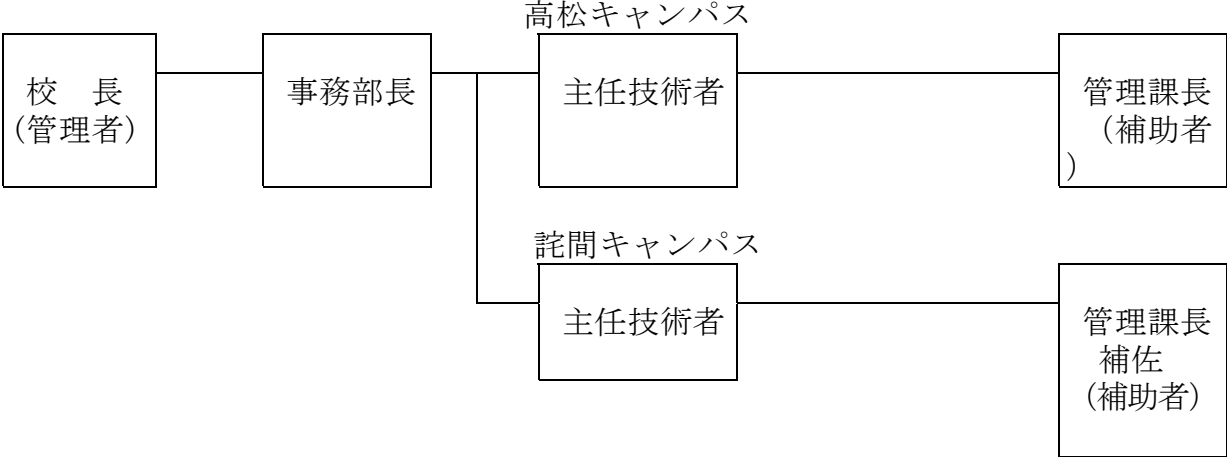 高松キャンパス
校　長
(管理者)
事務部長
主任技術者
管理課長
(補助者
)
詫間キャンパス
主任技術者
管理課長
補佐
(補助者)